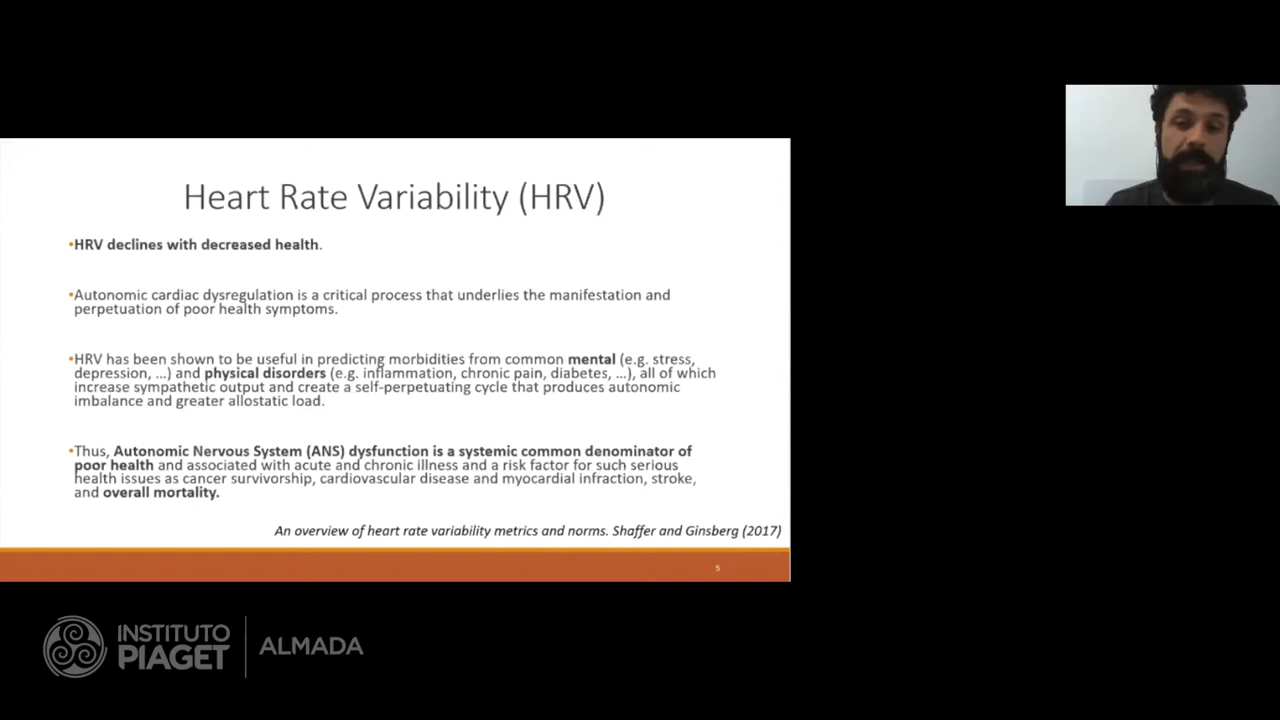 Heart Rate Variability (HRV)
•HRV declines with decreased health.
•Autonomic cardiac dysregulation is a critical process that underlies the manifestation and
perpetuation of poor health symptoms.
•HRV has been shown to be useful in predicting morbidities from common mental (e.g. stress,
depression, ...) and physical disorders (e.g. inflammation, chronic pain, diabetes, ...), all of which
increase sympathetic output and create a self-perpetuating cycle that produces autonomic
imbalance and greater allostatic load.
•Thus, Autonomic Nervous System (ANS) dysfunction is a systemic common denominator of
poor health and associated with acute and chronic illness and a risk factor for such serious
health issues as cancer survivorship, cardiovascular disease and myocardial infraction, stroke,
and overall mortality.
An overview of heart rate variability metrics and norms. Shaffer and Ginsberg (2017)
5
INSTITUTO
PIAGET
ALMADA